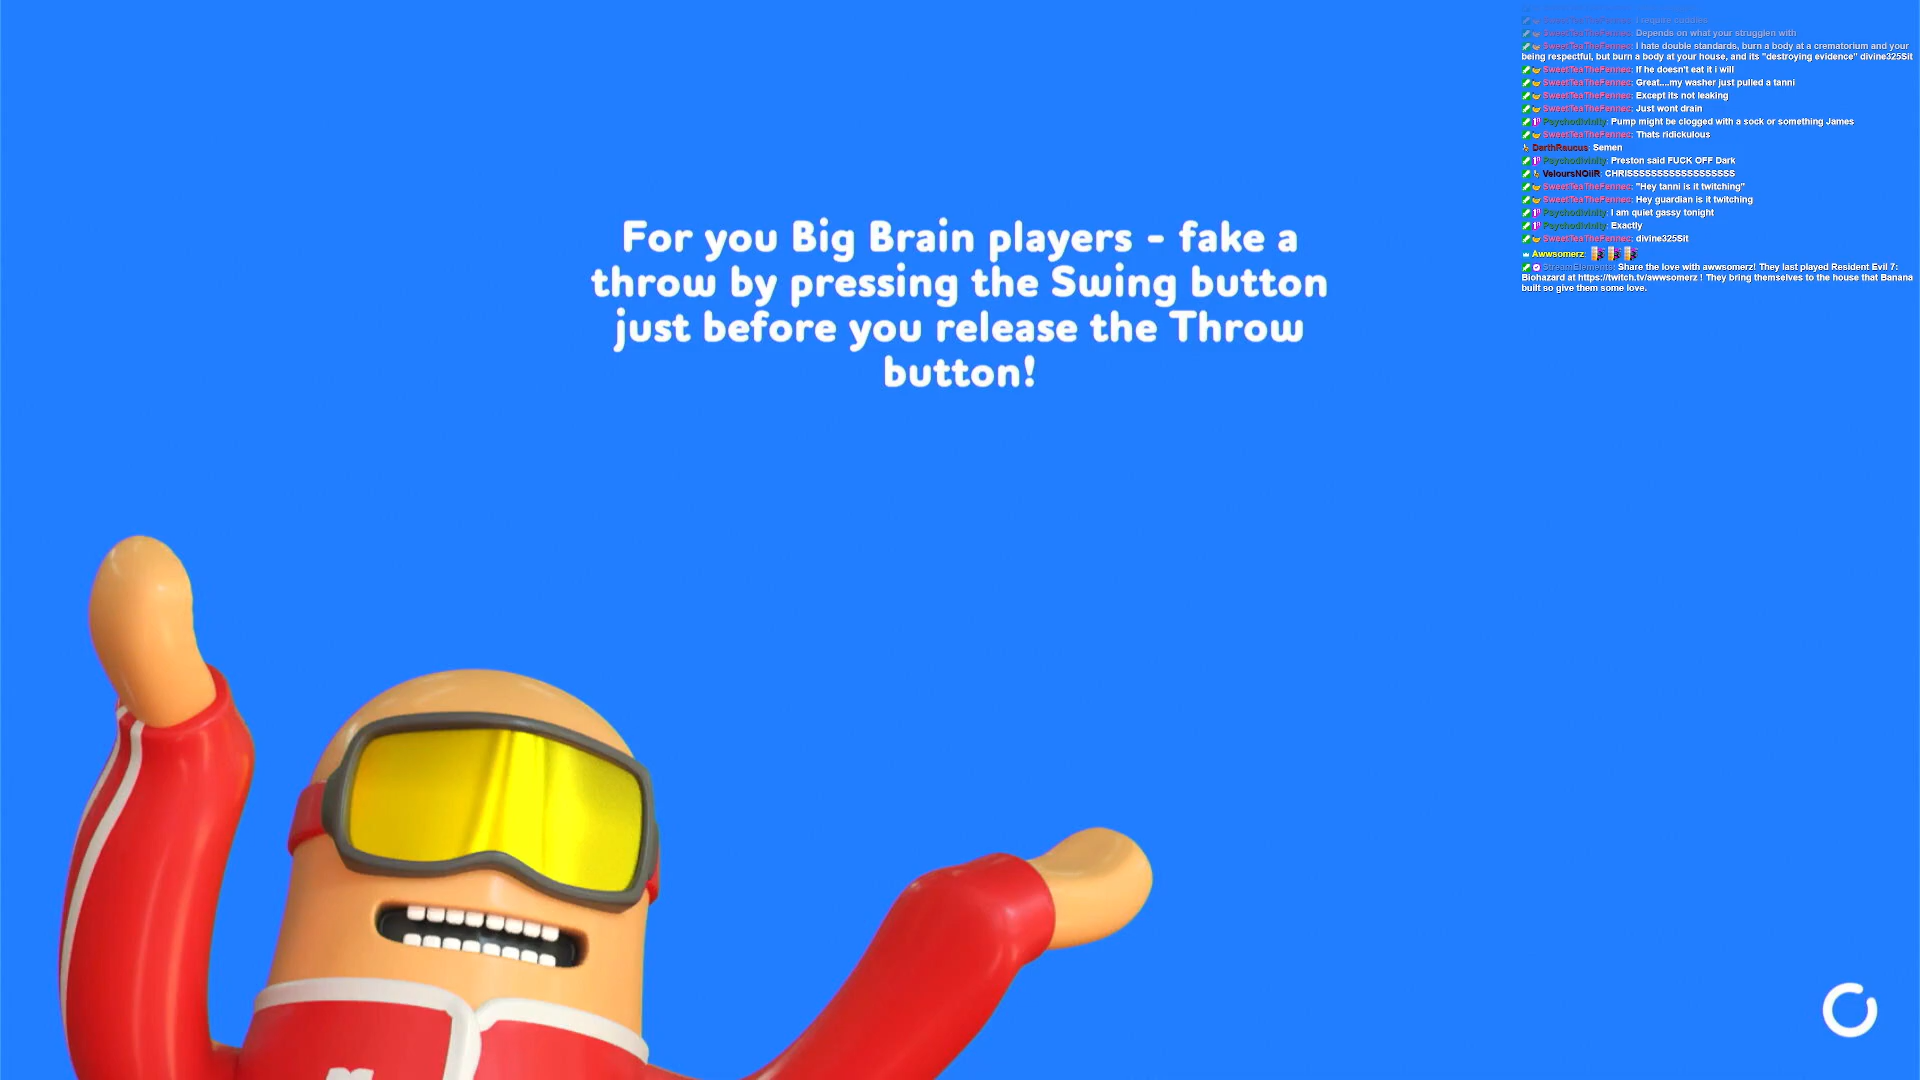 SweetTeaTheFennec: I require cuddles
SweetTeaTheFennec: Depends on what your strugglen with
SweetTeaTheFennec: I hate double standards, burn a body at a crematorium and your
being respectful, but burn a body at your house, and its "destroying evidence" divine325Sit
SweetTeaTheFennec: If he doesn't eat it i will
SweetTeaTheFennec: Great....my washer just pulled a tanni
SweetTeaTheFennec: Except its not leaking
SweetTeaTheFennec: Just wont drain
Psychodivinity: Pump might be clogged with a sock or something James
SweetTeaTheFennec: Thats ridickulous
DarthRaucus: Semen
Psychodivinity: Preston said FUCK OFF Dark
VeloursNOiiR: CHRISSSSSSSSSSSSSSSSSS
SweetTeaTheFennec: "Hey tanni is it twitching"
SweetTeaTheFennec: Hey guardian is it twitching
Psychodivinity: I am quiet gassy tonight
Psychodivinity: Exactly
SweetTeaTheFennec: divine325Sit
Awwsomerz:
StreamElements: Share the love with awwsomerz! They last played Resident Evil 7:
Biohazard at https://twitch.tv/awwsomerz ! They bring themselves to the house that Banana
built so give them some love.
For you Big Brain players - fake a
throw by pressing the Swing button
just before you release the Throw
button!